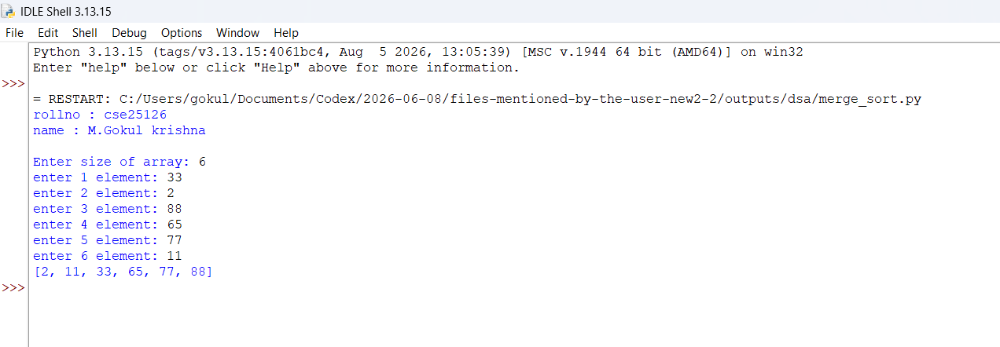 IDLE Shell 3.13.15
File Edit Shell Debug Options Window Help
Python 3.13.15 (tags/v3.13.15:4061bc4, Aug  5 2026, 13:05:39) [MSC v.1944 64 bit (AMD64)] on win32
Enter "help" below or click "Help" above for more information.
>>>
= RESTART: C:/Users/gokul/Documents/Codex/2026-06-08/files-mentioned-by-the-user-new2-2/outputs/dsa/merge_sort.py
rollno : cse25126
name : M.Gokul krishna
Enter size of array: 6
enter 1 element: 33
enter 2 element: 2
enter 3 element: 88
enter 4 element: 65
enter 5 element: 77
enter 6 element: 11
[2, 11, 33, 65, 77, 88]
>>>